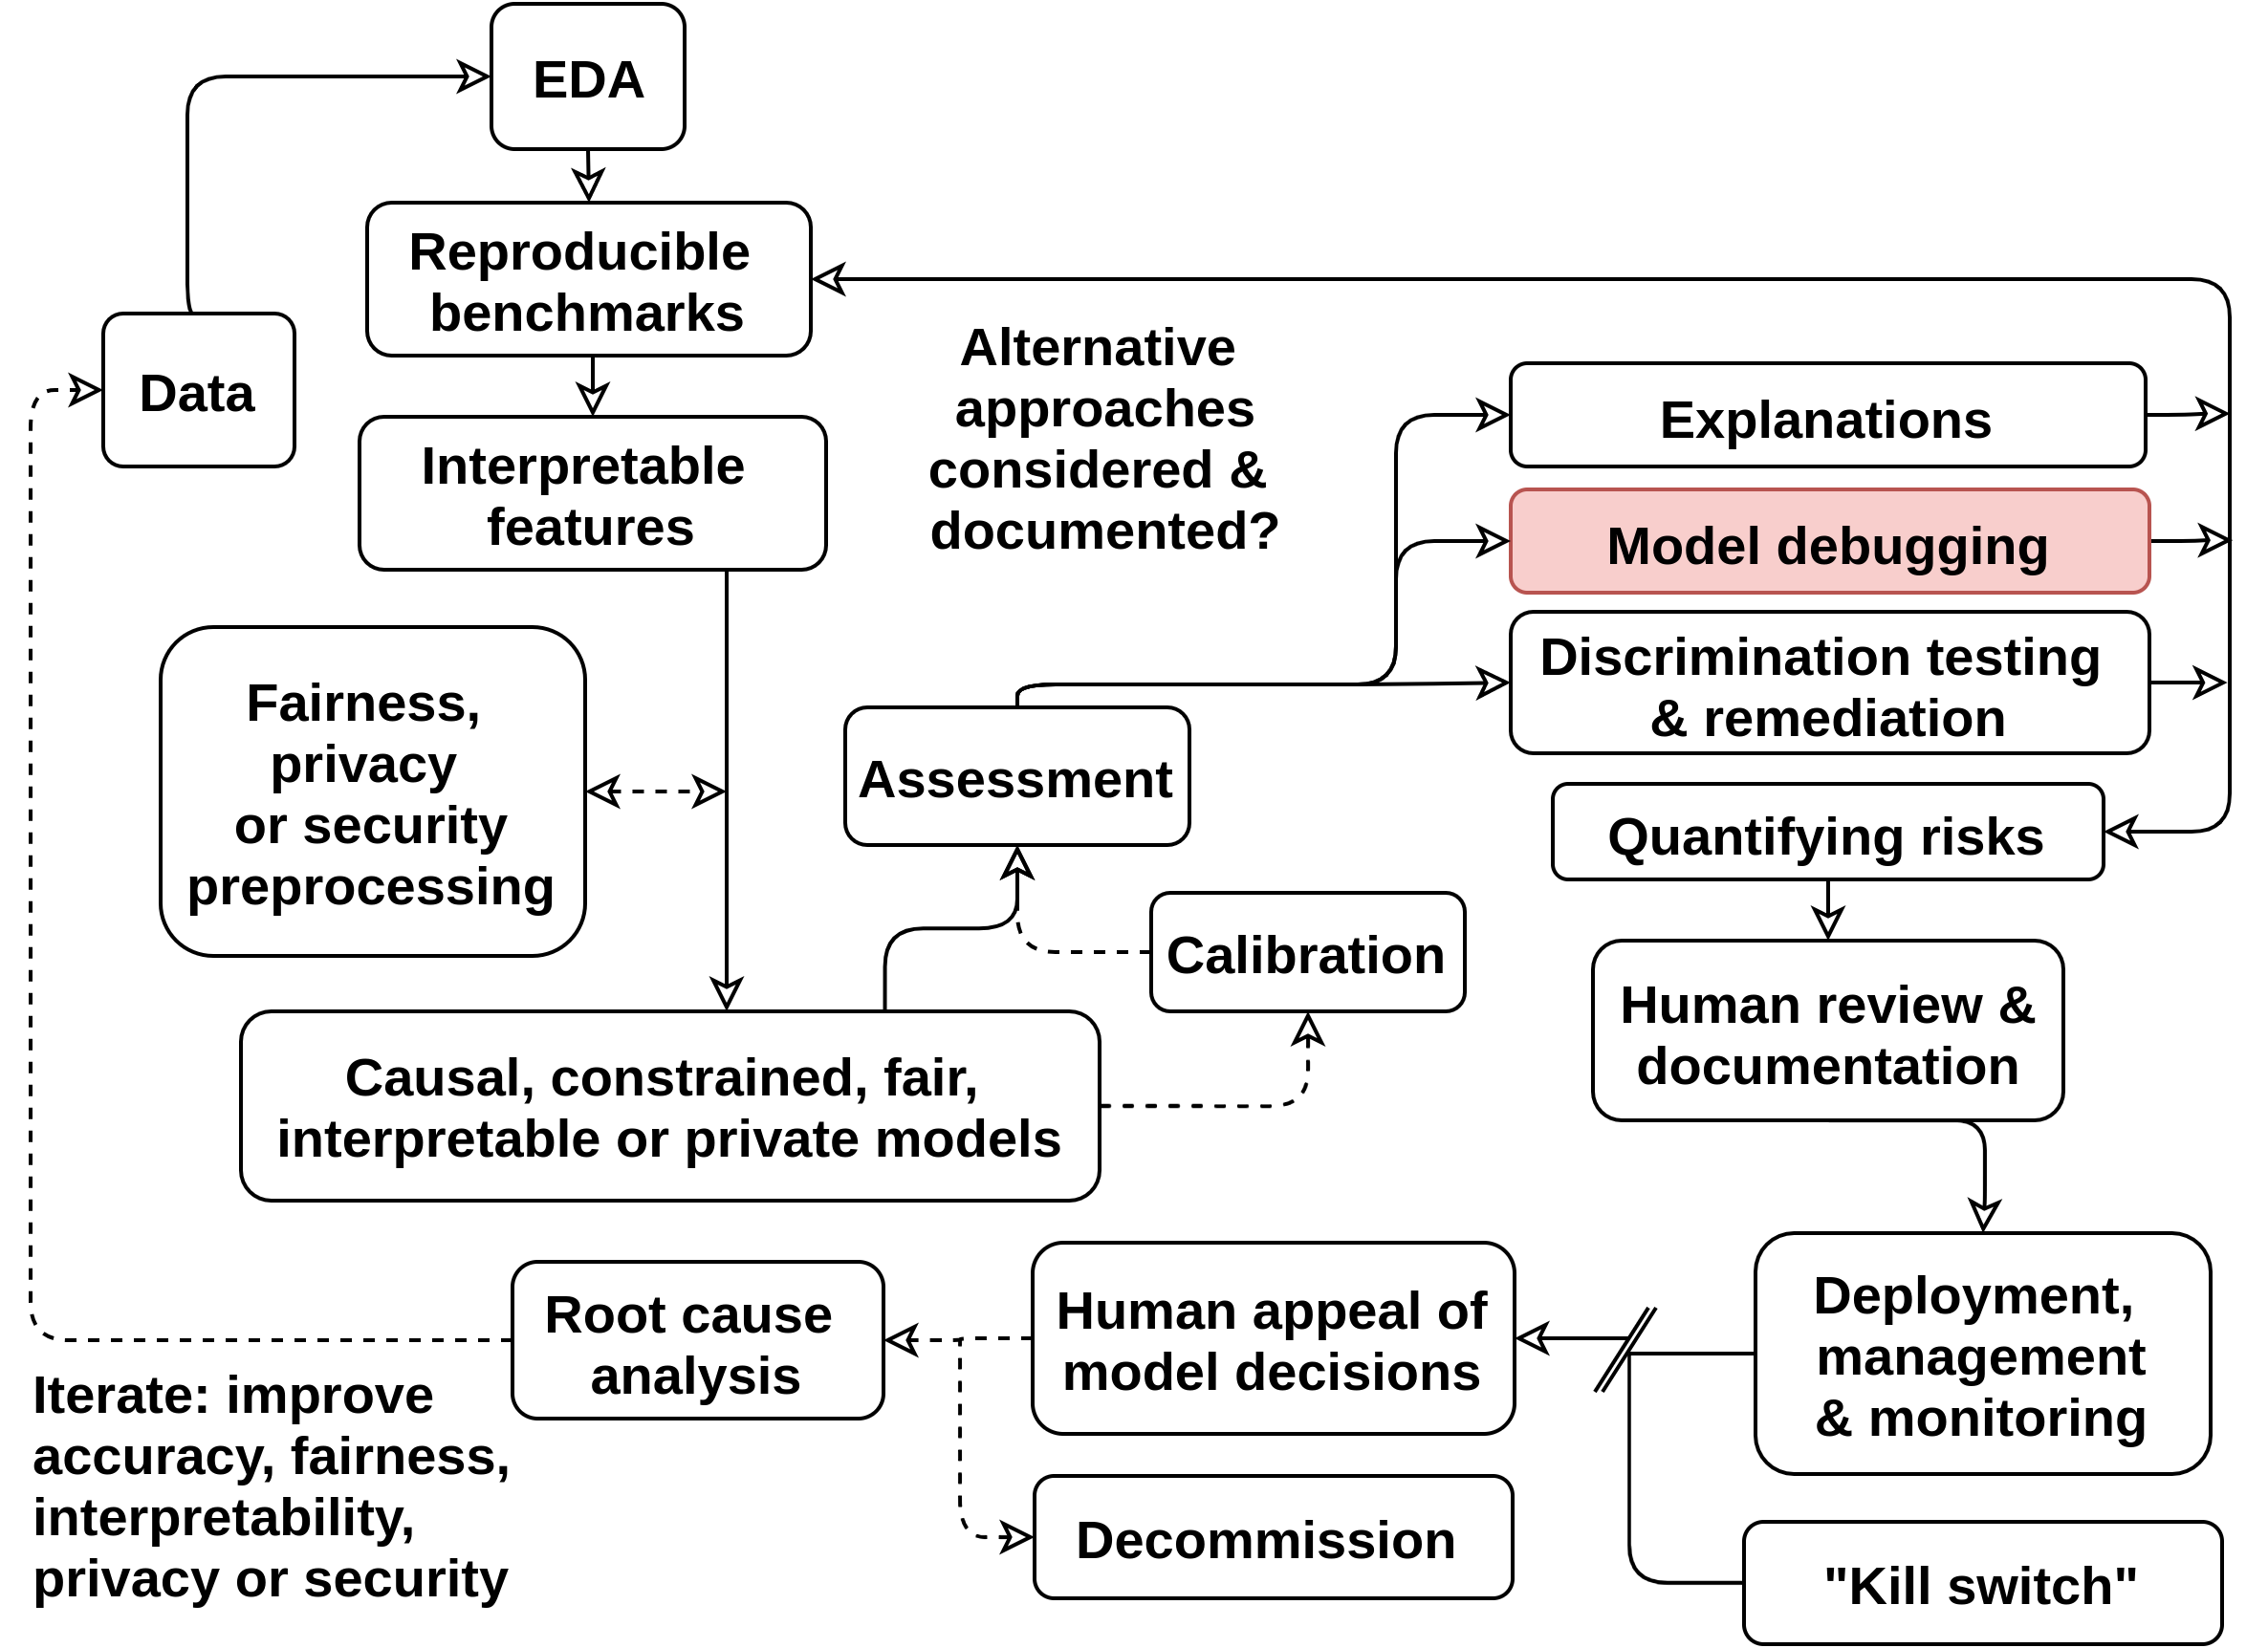 EDA
Reproducible
benchmarks
Data
Interpretable
features
Alternative
approaches
considered &
documented?
Explanations
Model debugging
Discrimination testing
& remediation
Fairness,
privacy
or security
preprocessing
Assessment
Quantifying risks
Calibration
Human review &
documentation
Causal, constrained, fair,
interpretable or private models
Root cause
analysis
Human appeal of
model decisions
Deployment,
management
& monitoring
Iterate: improve
accuracy, fairness,
interpretability,
privacy or security
Decommission
"Kill switch"